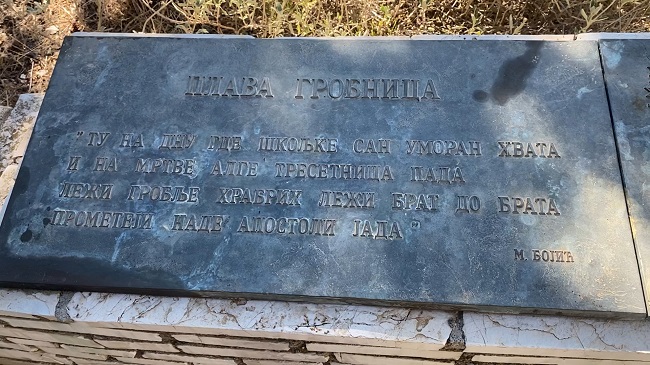 ПЛАВА ГРОБНИЦА
"ТУ НА ДНУ ГДЕ ШКОЉКЕ САН УМОРАН ХВАТА
И НА МРТВЕ АЛГЕ ТРЕСЕТНИЦА ПАДА
ЛЕЖИ ГРОБЉЕ ХРАБРИХ ЛЕЖИ БРАТ ДО БРАТА
ПРОМЕТЕЈИ НАДЕ АПОСТОЛИ ЈАДА"
М. БОЈИЋ